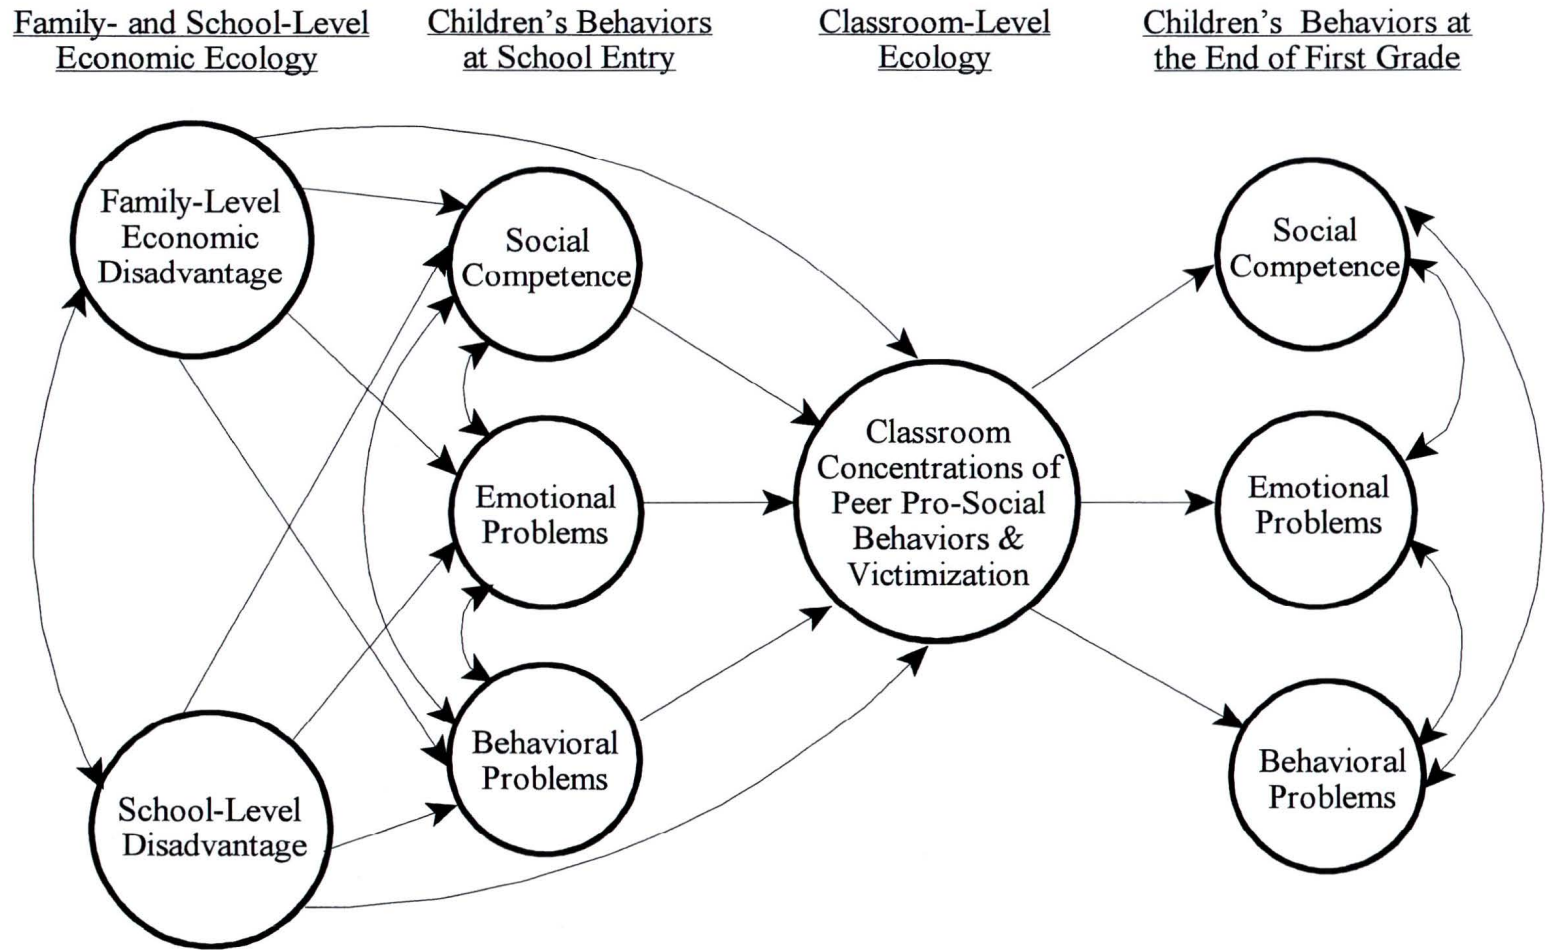 Family- and School-Level
Economic Ecology
Children's Behaviors
at School Entry
Classroom-Level
Ecology
Children's Behaviors at
the End of First Grade
Family-Level
Economic
Disadvantage
School-Level
Disadvantage
Social
Competence
Emotional
Problems
Behavioral
Problems
Classroom
Concentrations of
Peer Pro-Social
Behaviors &
Victimization
Social
Competence
Emotional
Problems
Behavioral
Problems